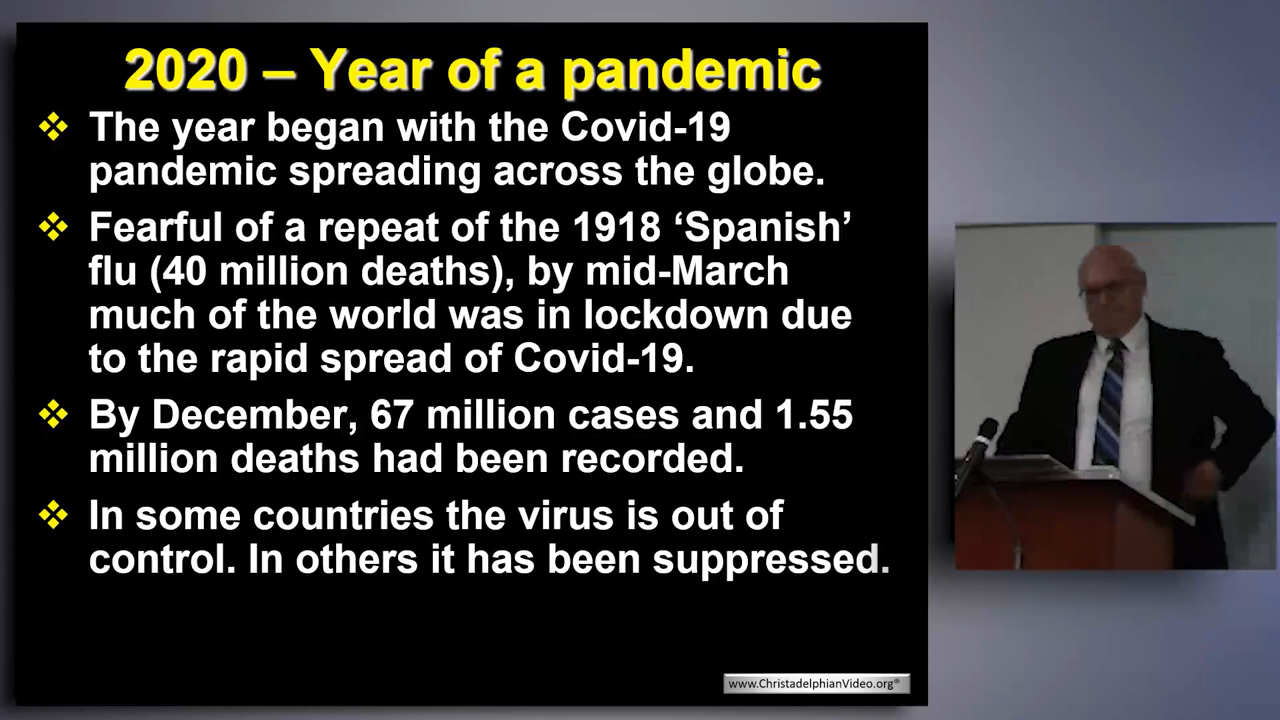 2020 – Year of a pandemic
❖ The year began with the Covid-19
pandemic spreading across the globe.
❖ Fearful of a repeat of the 1918 ‘Spanish’
flu (40 million deaths), by mid-March
much of the world was in lockdown due
to the rapid spread of Covid-19.
❖ By December, 67 million cases and 1.55
million deaths had been recorded.
❖ In some countries the virus is out of
control. In others it has been suppressed.
www.ChristadelphianVideo.org®